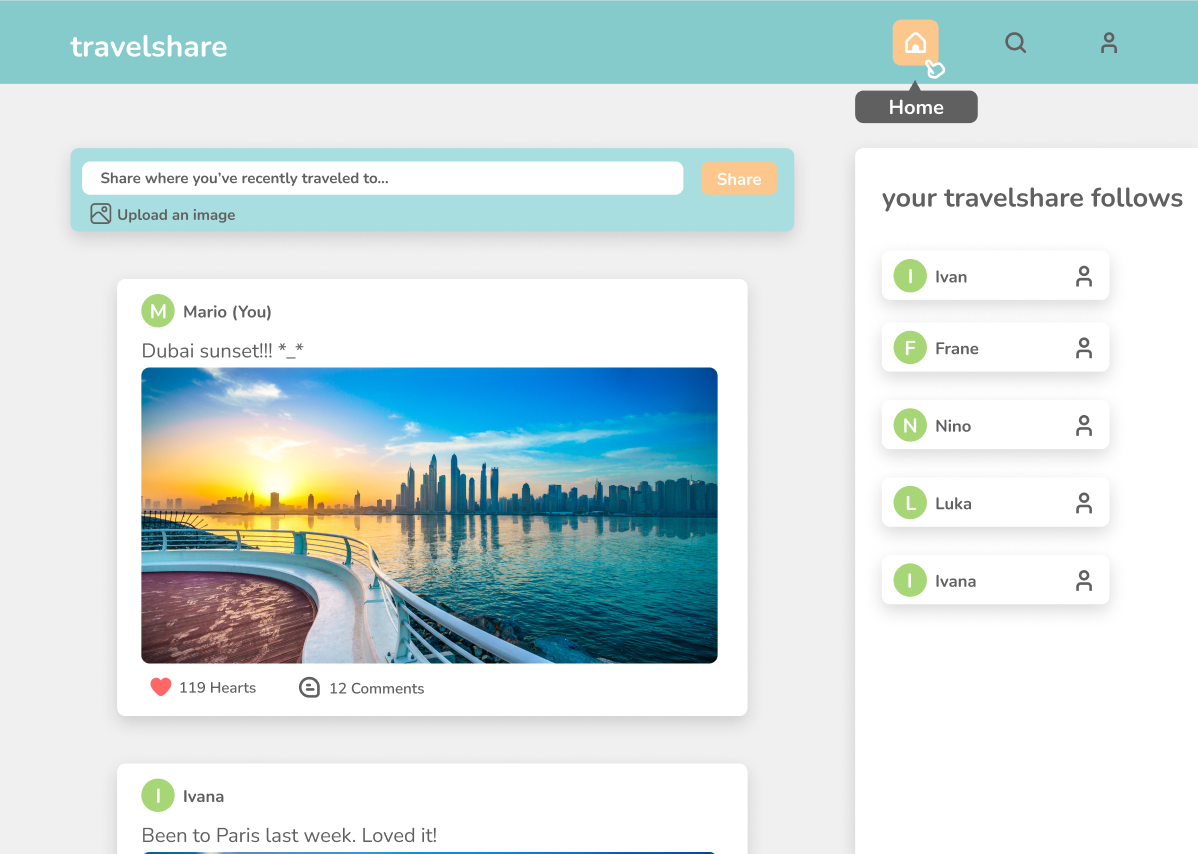 travelshare
Home
Share where you’ve recently traveled to...
Share
Upload an image
M
Mario (You)
Dubai sunset!!! *_*
119 Hearts
12 Comments
I
Ivana
Been to Paris last week. Loved it!
your travelshare follows
I
Ivan
F
Frane
N
Nino
L
Luka
I
Ivana